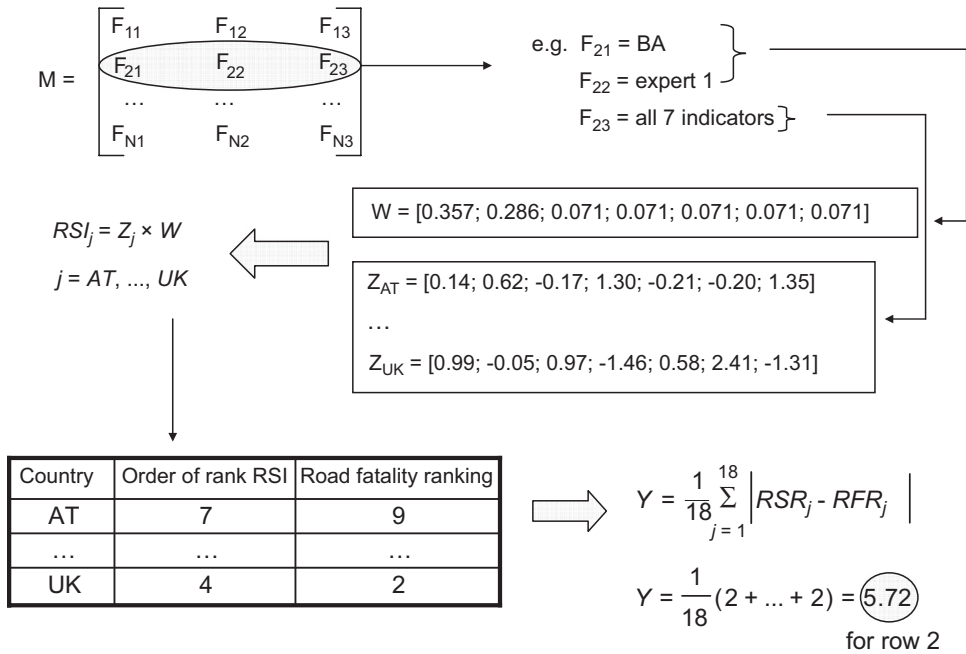 F11 F12 F13
M = F21 F22 F23
... ... ...
FN1 FN2 FN3
e.g. F21 = BA
F22 = expert 1
F23 = all 7 indicators
W = [0.357; 0.286; 0.071; 0.071; 0.071; 0.071; 0.071]
RSIj = Zj × W
j = AT, ..., UK
ZAT = [0.14; 0.62; -0.17; 1.30; -0.21; -0.20; 1.35]
...
ZUK = [0.99; -0.05; 0.97; -1.46; 0.58; 2.41; -1.31]
Country Order of rank RSI Road fatality ranking
AT 7 9
... ... ...
UK 4 2
Y = 1/18 18 Σ j = 1 |RSRj - RFRj |
Y = 1/18 (2 + ... + 2) = 5.72
for row 2